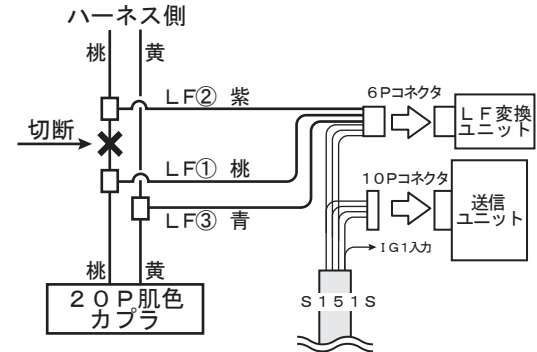 ハーネス側
桃 黄
LF② 紫
6Pコネクタ
LF変換
ユニット
切断
LF① 桃
10Pコネクタ
送信
ユニット
LF③ 青
IG1入力
桃 黄
20P肌色
カプラ
S151S